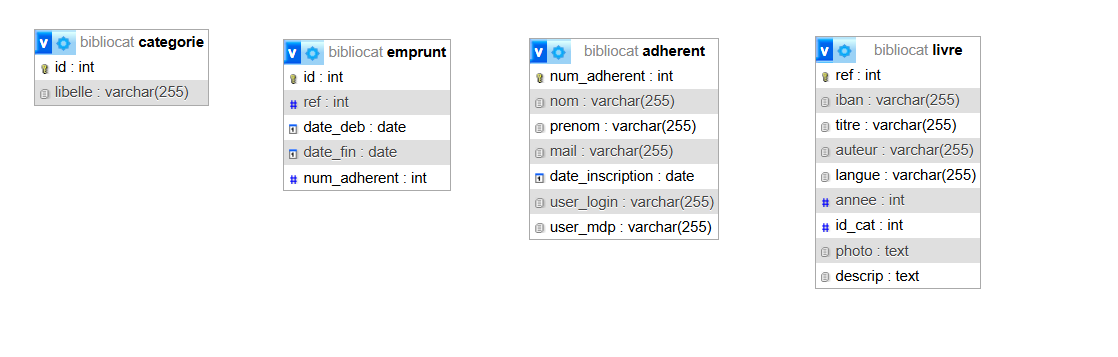 bibliocat categorie
id : int
libelle : varchar(255)
bibliocat emprunt
id : int
ref : int
date_deb : date
date_fin : date
num_adherent : int
bibliocat adherent
num_adherent : int
nom : varchar(255)
prenom : varchar(255)
mail : varchar(255)
date_inscription : date
user_login : varchar(255)
user_mdp : varchar(255)
bibliocat livre
ref : int
iban : varchar(255)
titre : varchar(255)
auteur : varchar(255)
langue : varchar(255)
annee : int
id_cat : int
photo : text
descrip : text